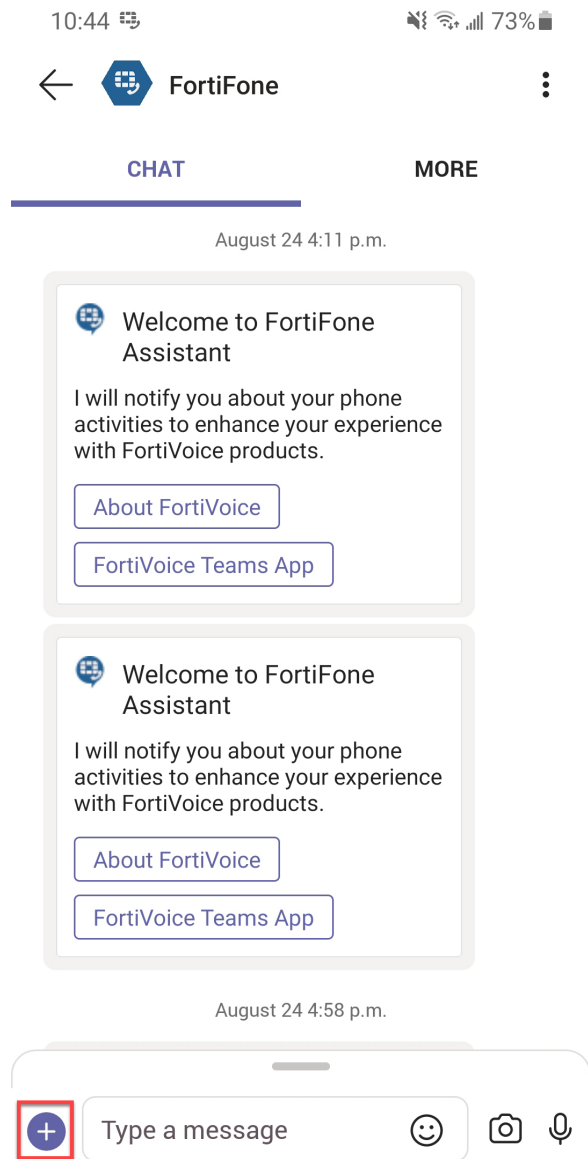 10:44 73%
FortiFone
CHAT MORE
August 24 4:11 p.m.
Welcome to FortiFone
Assistant
I will notify you about your phone
activities to enhance your experience
with FortiVoice products.
About FortiVoice
FortiVoice Teams App
Welcome to FortiFone
Assistant
I will notify you about your phone
activities to enhance your experience
with FortiVoice products.
About FortiVoice
FortiVoice Teams App
August 24 4:58 p.m.
Type a message